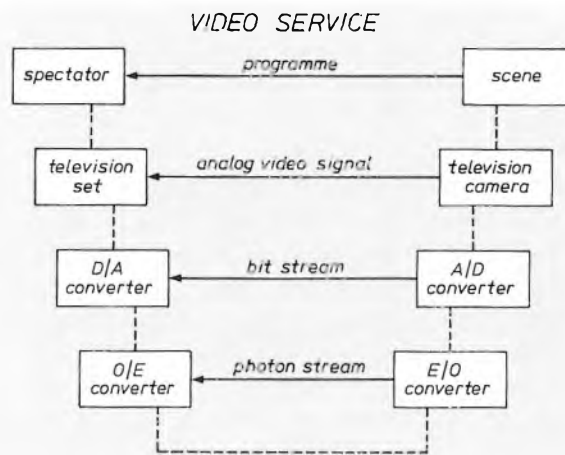 VIDEO SERVICE
spectator
programme
scene
television
set
analog video signal
television
camera
D/A
converter
bit stream
A/D
converter
O/E
converter
photon stream
E/O
converter